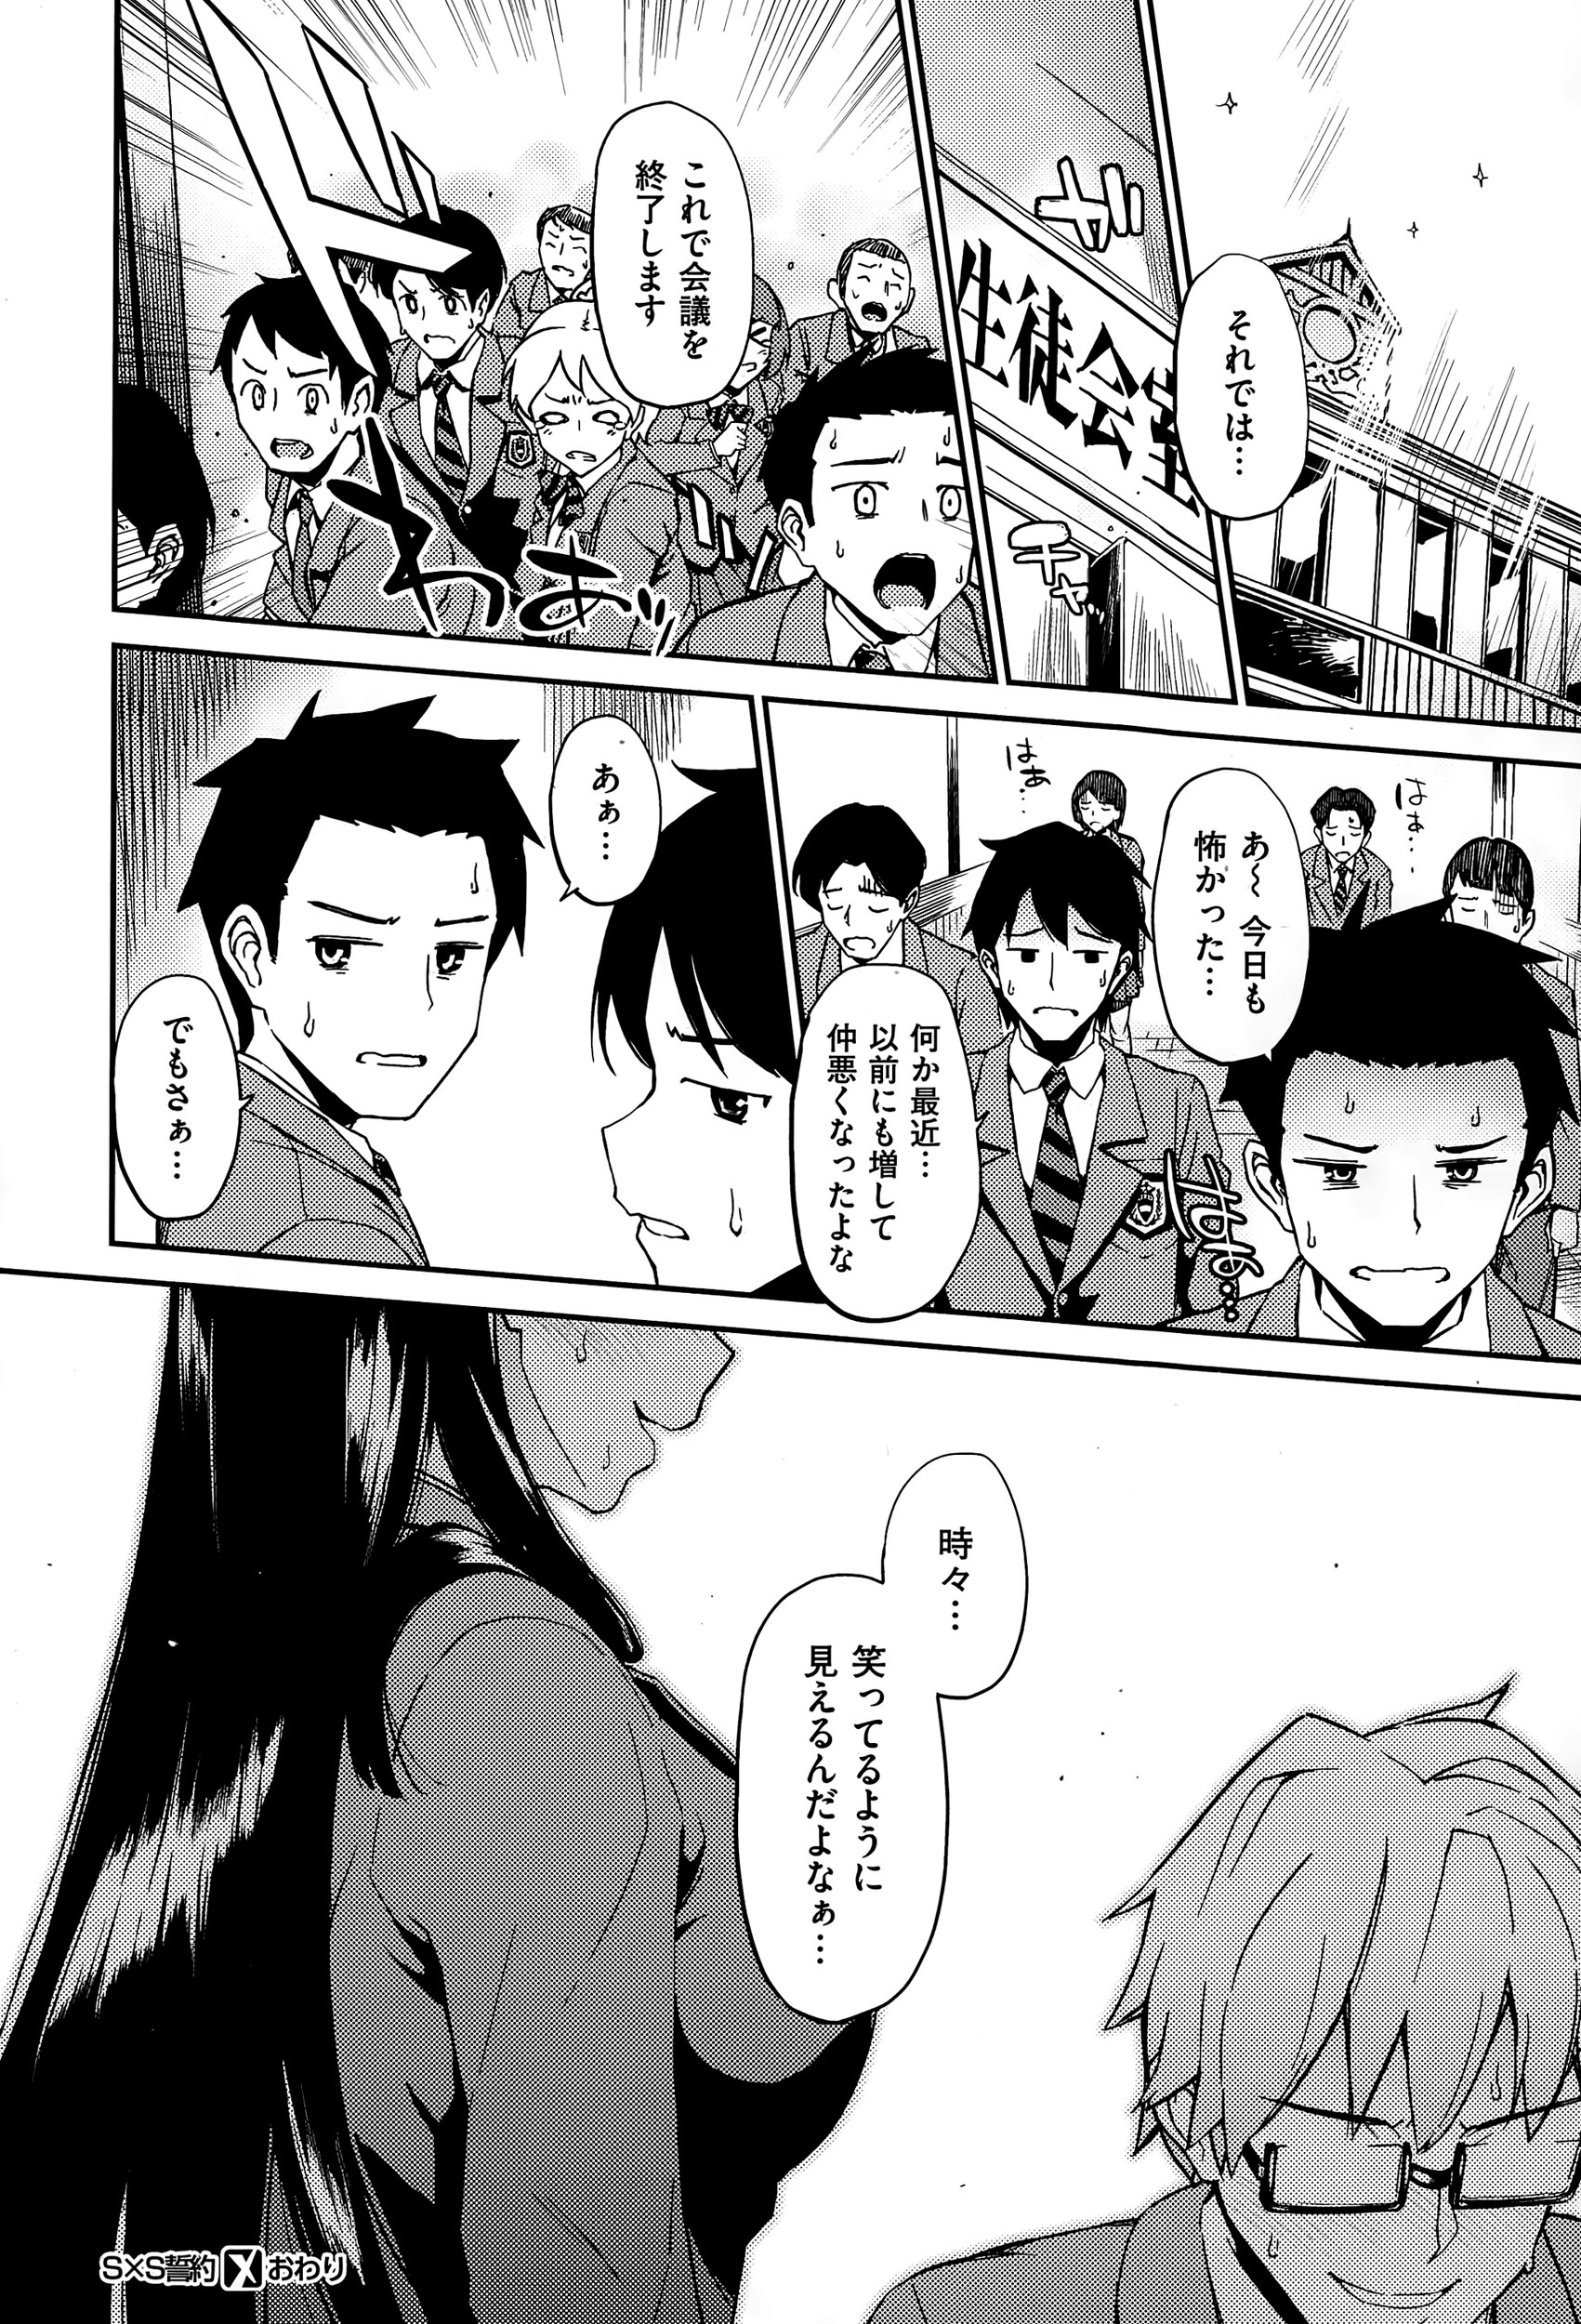 それでは…
ザ
生徒会室
チャ
これで会議を
終了します
ドドド
わあおッ
あ～今日も
怖かった…
はぁ…
はぁ…
はぁ…
何か最近…
以前にも増して
仲悪くなったよな
あぁ…
でもさぁ…
時々…
笑ってるように
見えるんだよなぁ…
S×S誓約
おわり